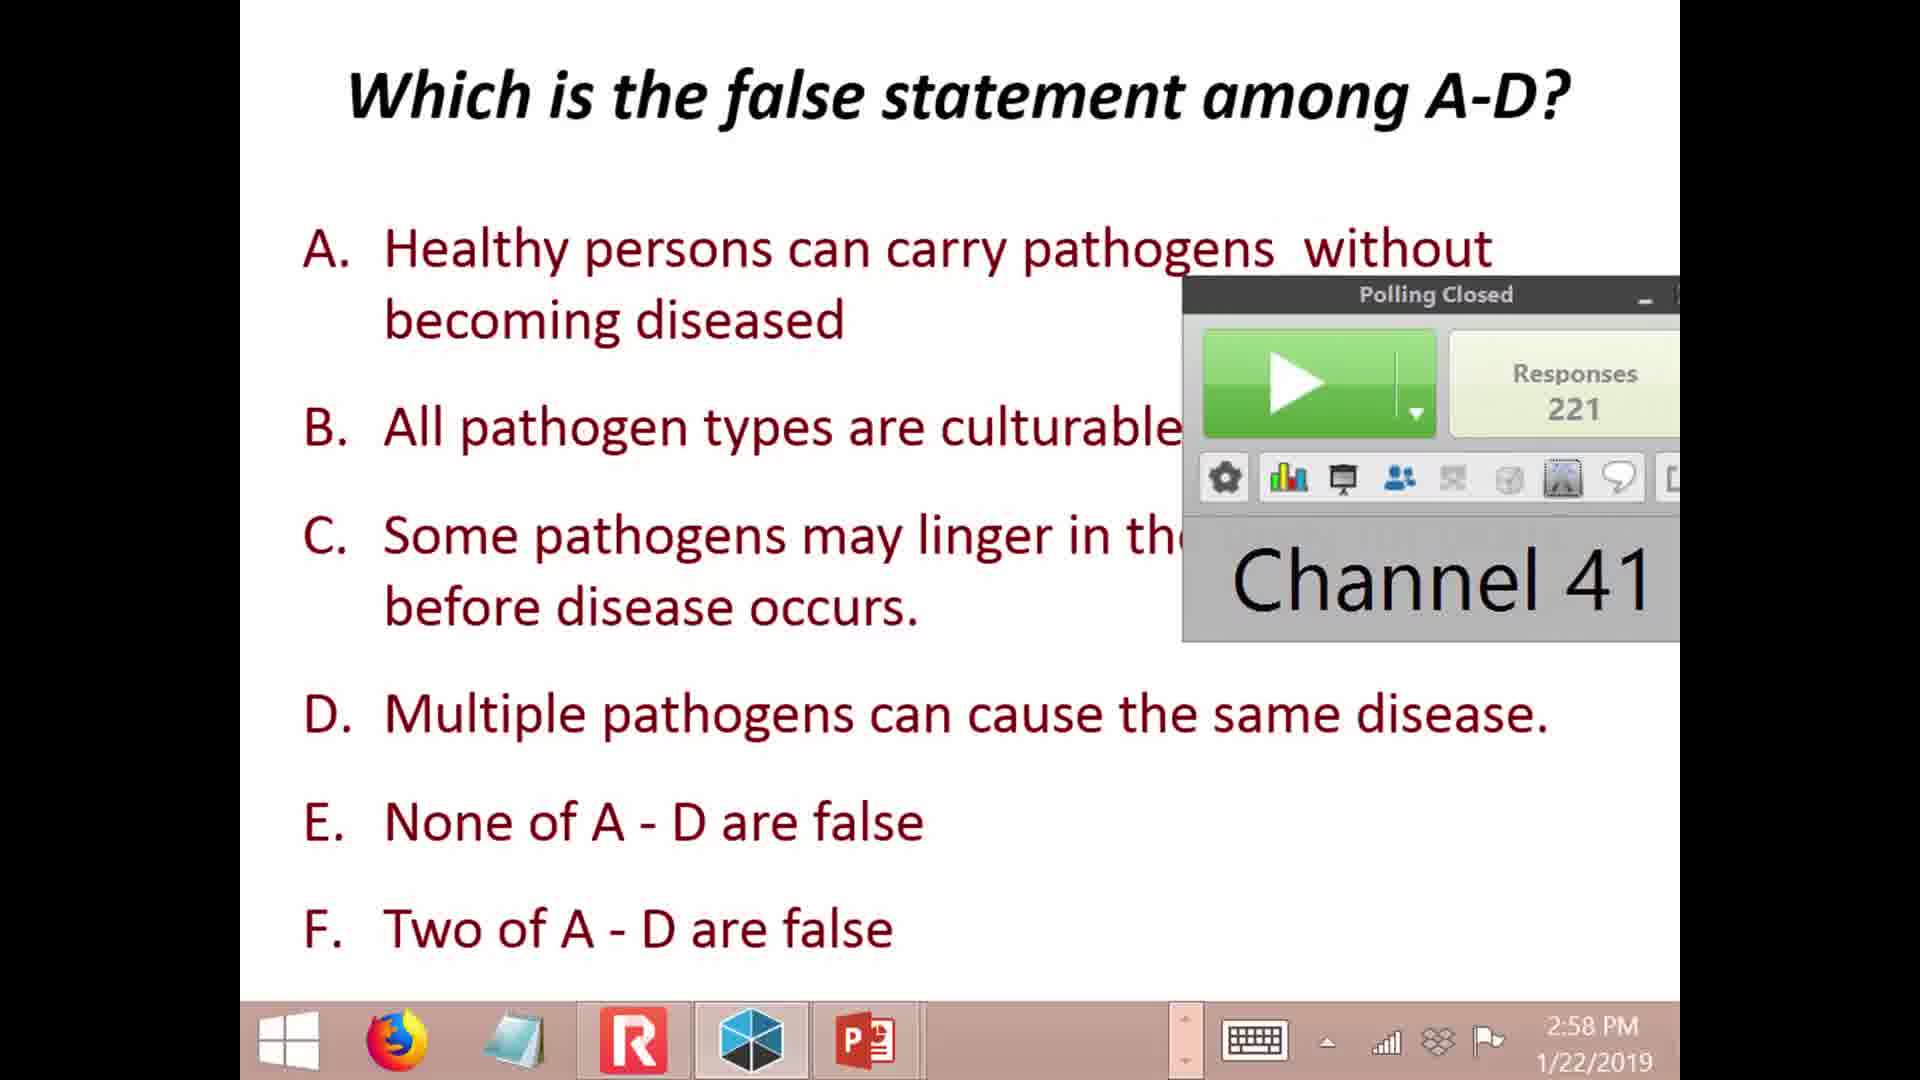 Which is the false statement among A-D?
A. Healthy persons can carry pathogens without
becoming diseased
Polling Closed
Responses
221
B. All pathogen types are culturable
C. Some pathogens may linger in the
before disease occurs.
Channel 41
D. Multiple pathogens can cause the same disease.
E. None of A - D are false
F. Two of A - D are false
2:58 PM
1/22/2019